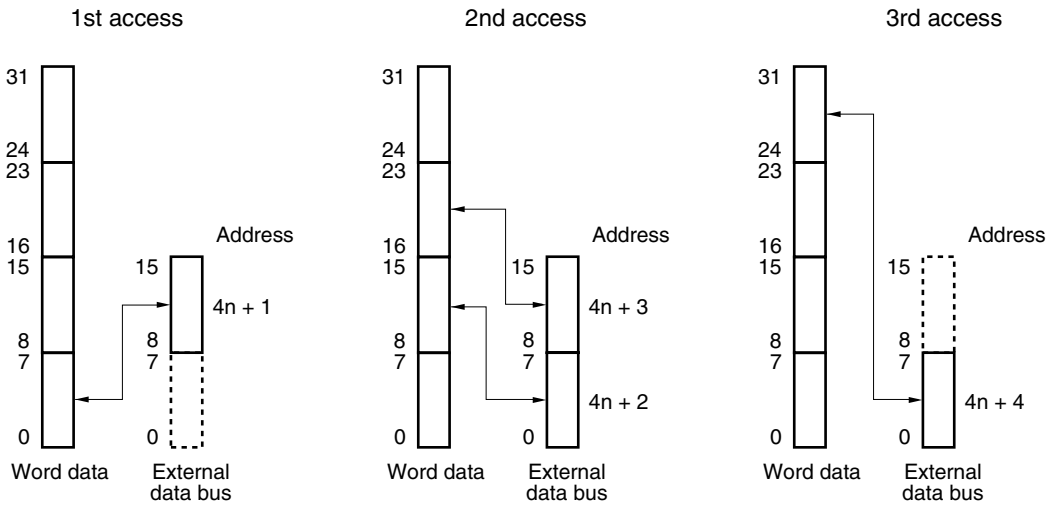 1st access
31
24
23
16
15
8
7
0
Word data
Address
15
8
7
0
4n + 1
External
data bus
2nd access
31
24
23
16
15
8
7
0
Word data
Address
15
8
7
0
4n + 3
4n + 2
External
data bus
3rd access
31
24
23
16
15
8
7
0
Word data
Address
15
8
7
0
4n + 4
External
data bus